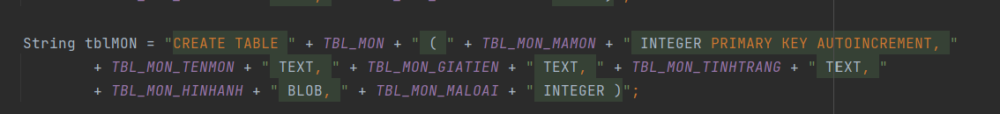 String tblMON = "CREATE TABLE " + TBL_MON + " ( " + TBL_MON_MAMON + " INTEGER PRIMARY KEY AUTOINCREMENT, "
+ TBL_MON_TENMON + " TEXT, " + TBL_MON_GIATIEN + " TEXT, " + TBL_MON_TINHTRANG + " TEXT, "
+ TBL_MON_HINHANH + " BLOB, " + TBL_MON_MALOAI + " INTEGER )";